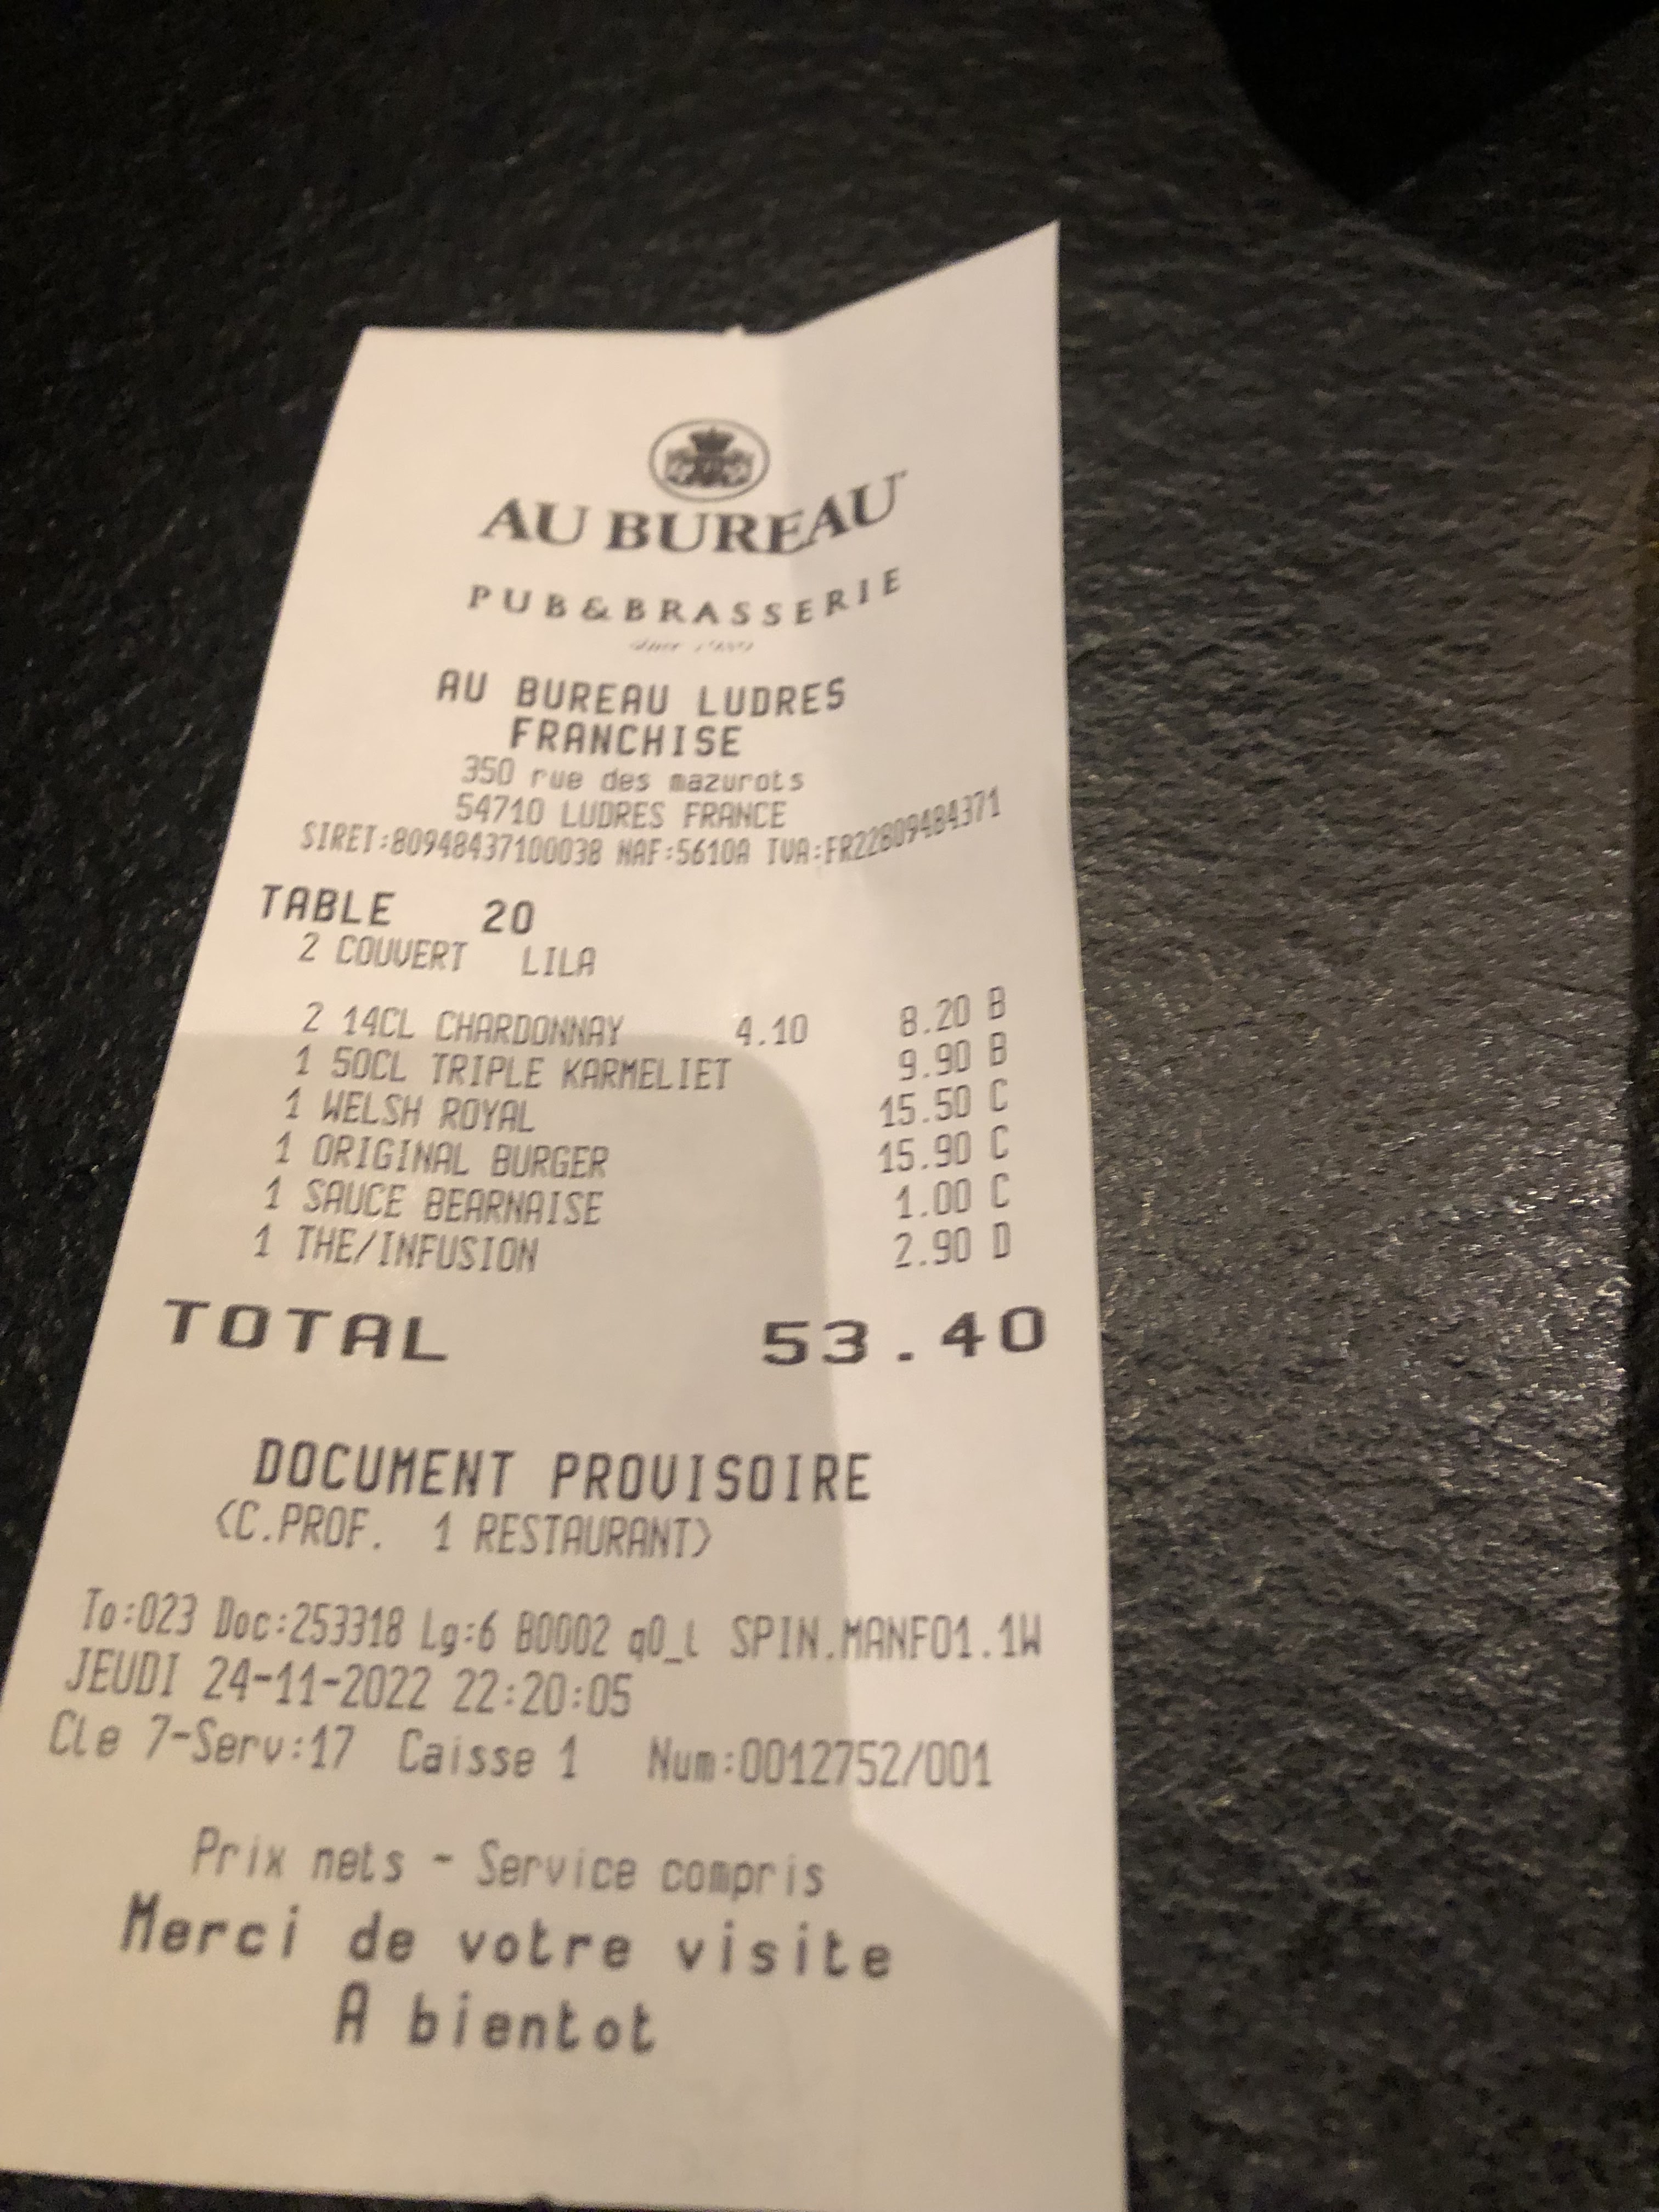 AU BUREAU
PUB&BRASSERIE
AU BUREAU LUDRES
FRANCHISE
350 rue des mazurots
54710 LUDRES FRANCE
SIRET:80948437100038 NAF:5610A TVA:FR22809484371
TABLE 20
2 COUVERT LILA
2 14CL CHARDONNAY 4.10 8.20 B
1 50CL TRIPLE KARMELIET 9.90 B
1 WELSH ROYAL 15.50 C
1 ORIGINAL BURGER 15.90 C
1 SAUCE BEARNAISE 1.00 C
1 THE/INFUSION 2.90 D
TOTAL 53.40
DOCUMENT PROVISOIRE
<C.PROF. 1 RESTAURANT>
To:023 Doc:253318 Lg:6 B0002 q0_l SPIN.MANF01.1W
JEUDI 24-11-2022 22:20:05
Cle 7-Serv:17 Caisse 1 Num:0012752/001
Prix nets - Service compris
Merci de votre visite
A bientot